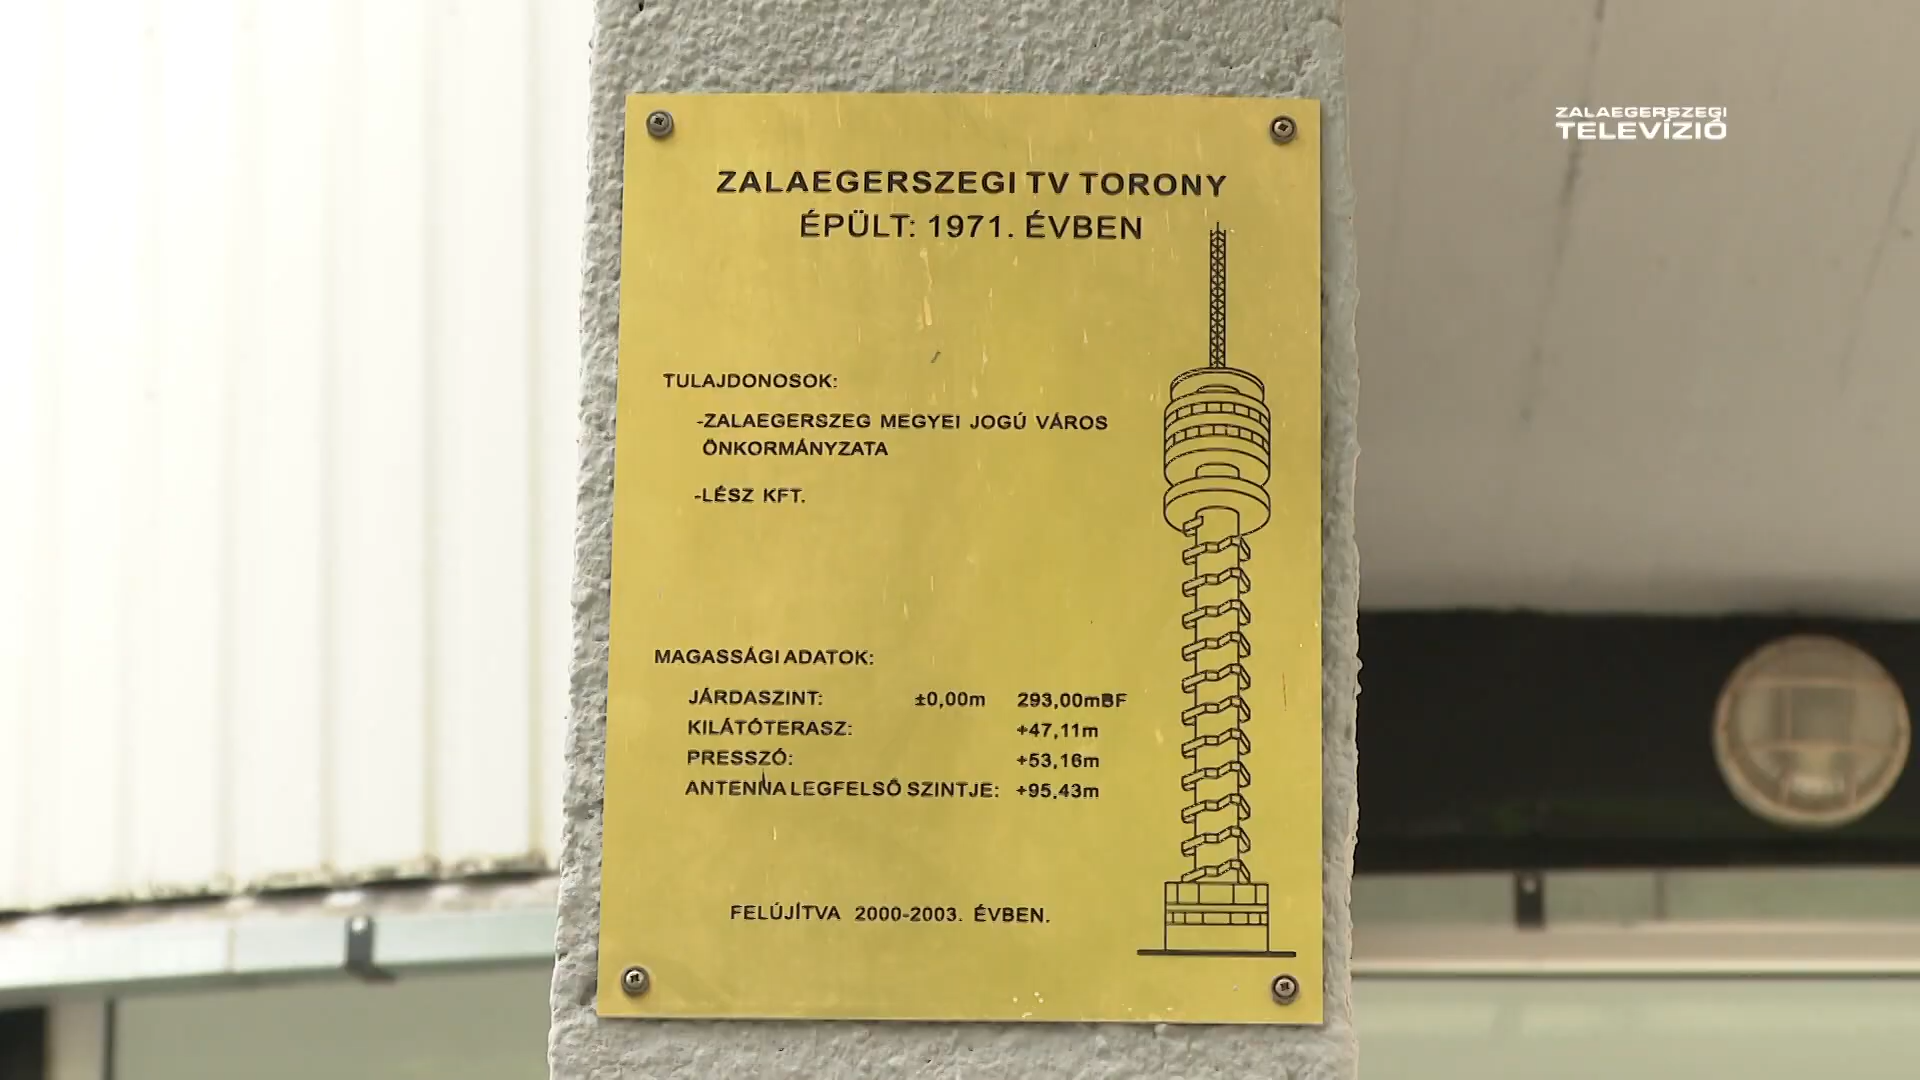 ZALAEGERSZEGI
TELEVÍZIÓ
ZALAEGERSZEGI TV TORONY
ÉPÜLT: 1971. ÉVBEN
TULAJDONOSOK:
-ZALAEGERSZEG MEGYEI JOGÚ VÁROS
ÖNKORMÁNYZATA
-LÉSZ KFT.
MAGASSÁGI ADATOK:
JÁRDASZINT: ±0,00m 293,00mBF
KILÁTÓTERASZ: +47,11m
PRESSZÓ: +53,16m
ANTENNA LEGFELSŐ SZINTJE: +95,43m
FELÚJÍTVA 2000-2003. ÉVBEN.